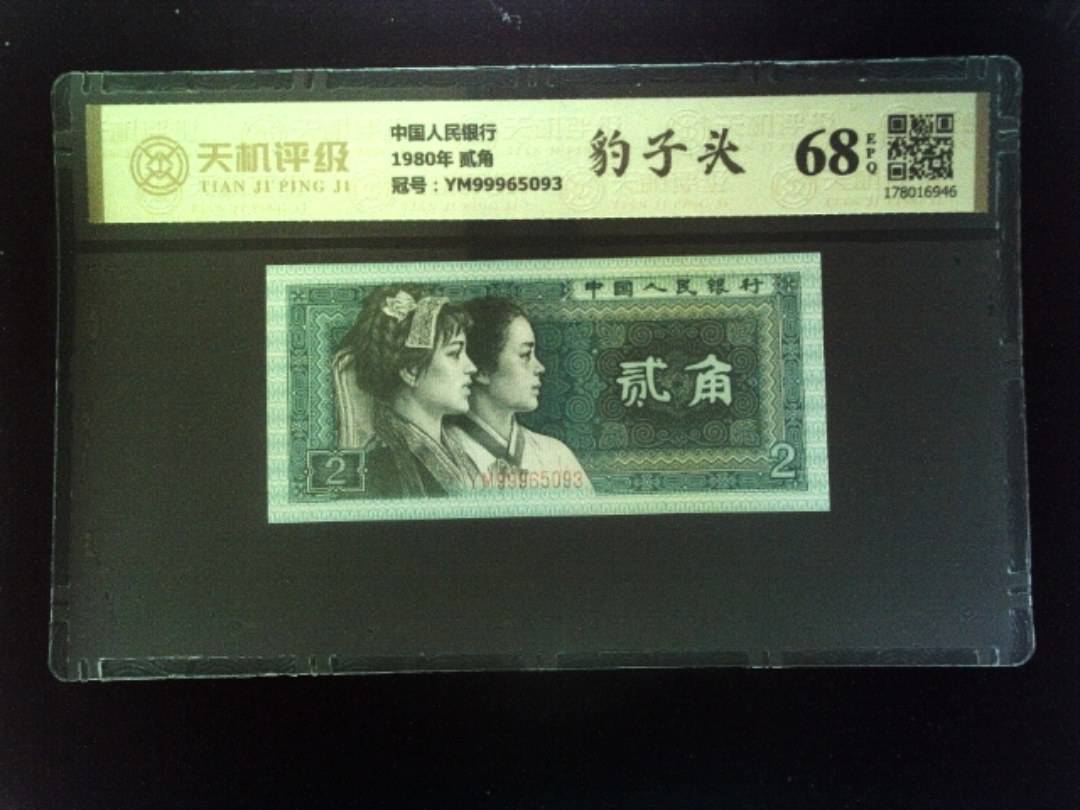 天机评级
TIAN JI PING JI
中国人民银行
1980年 贰角
冠号：YM99965093
豹子头
68
EPQ
178016946
中国人民银行
贰角
2
2
YM99965093